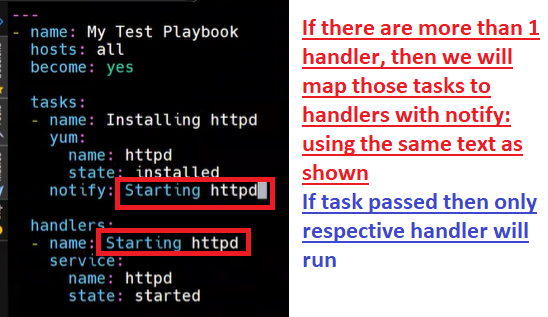 ---
- name: My Test Playbook
  hosts: all
  become: yes

  tasks:
  - name: Installing httpd
    yum:
      name: httpd
      state: installed
    notify: Starting httpd

  handlers:
  - name: Starting httpd
    service:
      name: httpd
      state: started
If there are more than 1
handler, then we will
map those tasks to
handlers with notify:
using the same text as
shown
If task passed then only
respective handler will
run